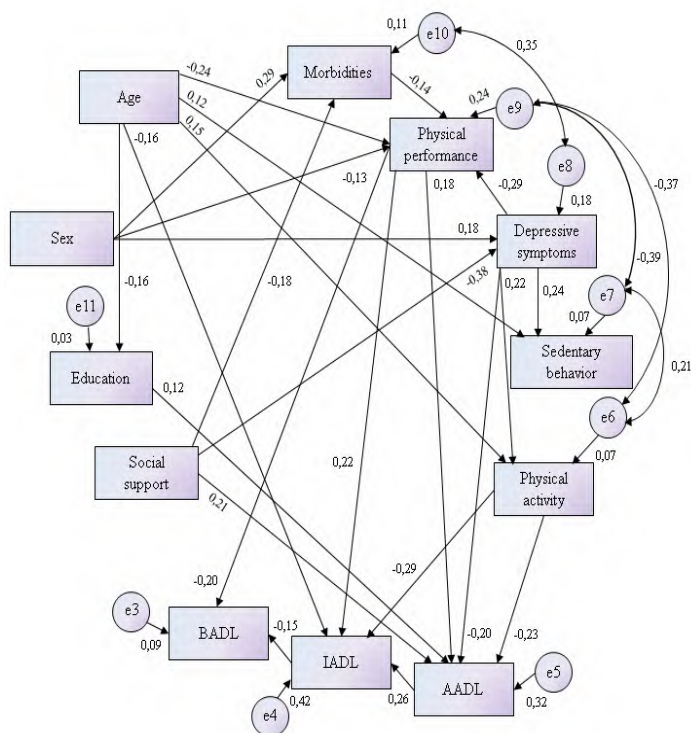 0,11
e10
0,35
Morbidities
-0,24
0,29
Age
0,12
-0,14
0,24
e9
0,15
Physical
performance
-0,16
e8
-0,37
-0,13
0,18
-0,29
0,18
Sex
0,18
Depressive
symptoms
-0,39
-0,16
-0,18
-0,38
0,22
0,24
e7
e11
0,07
0,03
Sedentary
behavior
Education
0,21
0,12
e6
Social
support
0,22
0,07
Physical
activity
0,21
-0,29
-0,20
e3
BADL
-0,15
-0,20
-0,23
0,09
IADL
AADL
e5
e4
0,42
0,26
0,32